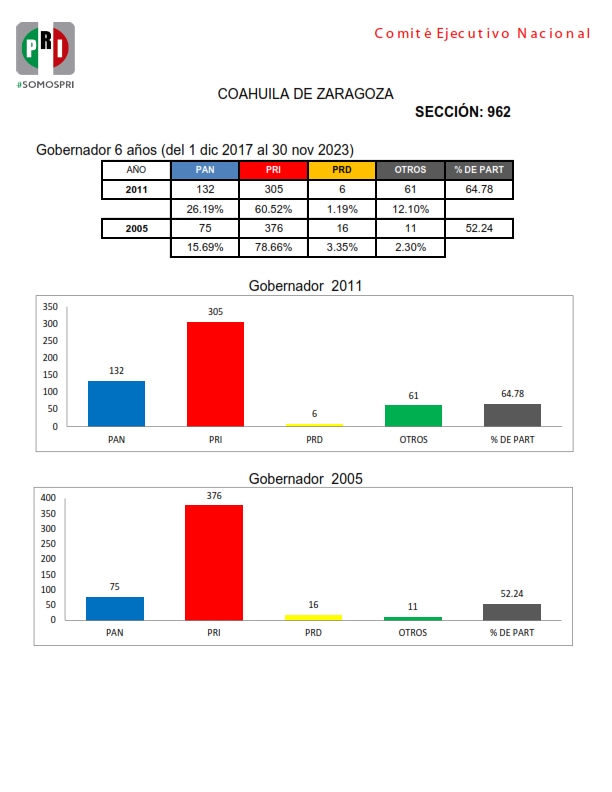 Comité Ejecutivo Nacional
PRI
#SOMOSPRI
COAHUILA DE ZARAGOZA
SECCIÓN: 962
Gobernador 6 años (del 1 dic 2017 al 30 nov 2023)
AÑO PAN PRI PRD OTROS % DE PART
2011 132 305 6 61 64.78
26.19% 60.52% 1.19% 12.10%
2005 75 376 16 11 52.24
15.69% 78.66% 3.35% 2.30%
Gobernador 2011
350
300
250
200
150
100
50
0
132
305
6
61
64.78
PAN PRI PRD OTROS % DE PART
Gobernador 2005
400
350
300
250
200
150
100
50
0
75
376
16
11
52.24
PAN PRI PRD OTROS % DE PART